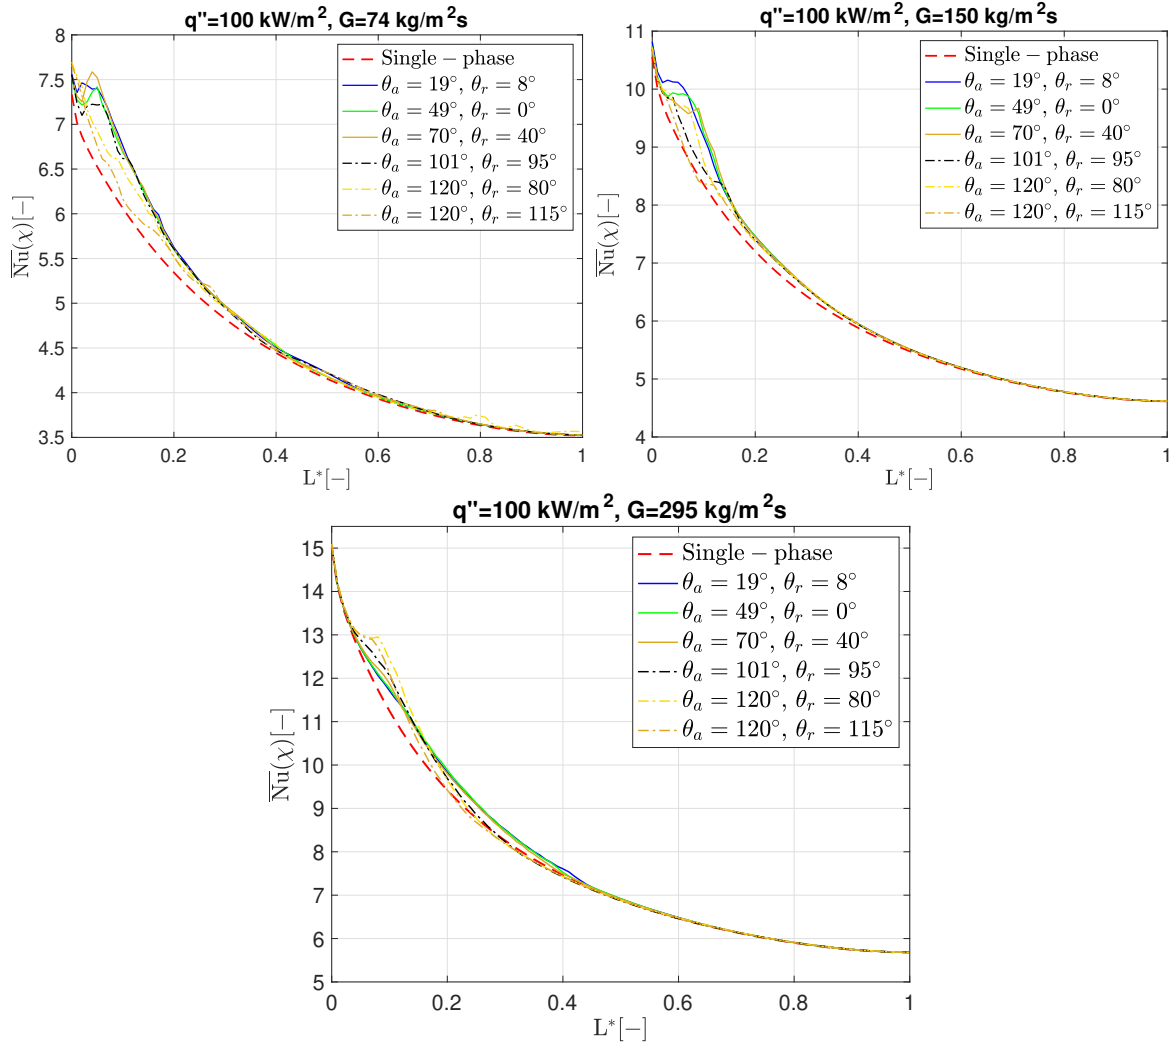 q"=100 kW/m², G=74 kg/m²s
8
7.5
7
6.5
6
5.5
5
4.5
4
3.5
0
0.2
0.4
0.6
0.8
1
N̅u̅(χ)[−]
L*[−]
Single − phase
θₐ = 19°, θᵣ = 8°
θₐ = 49°, θᵣ = 0°
θₐ = 70°, θᵣ = 40°
θₐ = 101°, θᵣ = 95°
θₐ = 120°, θᵣ = 80°
θₐ = 120°, θᵣ = 115°
q"=100 kW/m², G=150 kg/m²s
11
10
9
8
7
6
5
4
0
0.2
0.4
0.6
0.8
1
N̅u̅(χ)[−]
L*[−]
Single − phase
θₐ = 19°, θᵣ = 8°
θₐ = 49°, θᵣ = 0°
θₐ = 70°, θᵣ = 40°
θₐ = 101°, θᵣ = 95°
θₐ = 120°, θᵣ = 80°
θₐ = 120°, θᵣ = 115°
q"=100 kW/m², G=295 kg/m²s
15
14
13
12
11
10
9
8
7
6
5
0
0.2
0.4
0.6
0.8
1
N̅u̅(χ)[−]
L*[−]
Single − phase
θₐ = 19°, θᵣ = 8°
θₐ = 49°, θᵣ = 0°
θₐ = 70°, θᵣ = 40°
θₐ = 101°, θᵣ = 95°
θₐ = 120°, θᵣ = 80°
θₐ = 120°, θᵣ = 115°